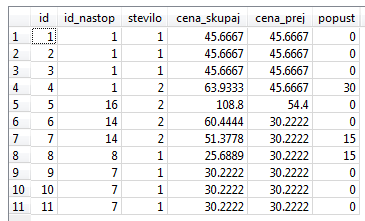 id id_nastop stevilo cena_skupaj cena_prej popust
1 1 1 1 45.6667 45.6667 0
2 2 1 1 45.6667 45.6667 0
3 3 1 1 45.6667 45.6667 0
4 4 1 2 63.9333 45.6667 30
5 5 16 2 108.8 54.4 0
6 6 14 2 60.4444 30.2222 0
7 7 14 2 51.3778 30.2222 15
8 8 8 1 25.6889 30.2222 15
9 9 7 1 30.2222 30.2222 0
10 10 7 1 30.2222 30.2222 0
11 11 7 1 30.2222 30.2222 0